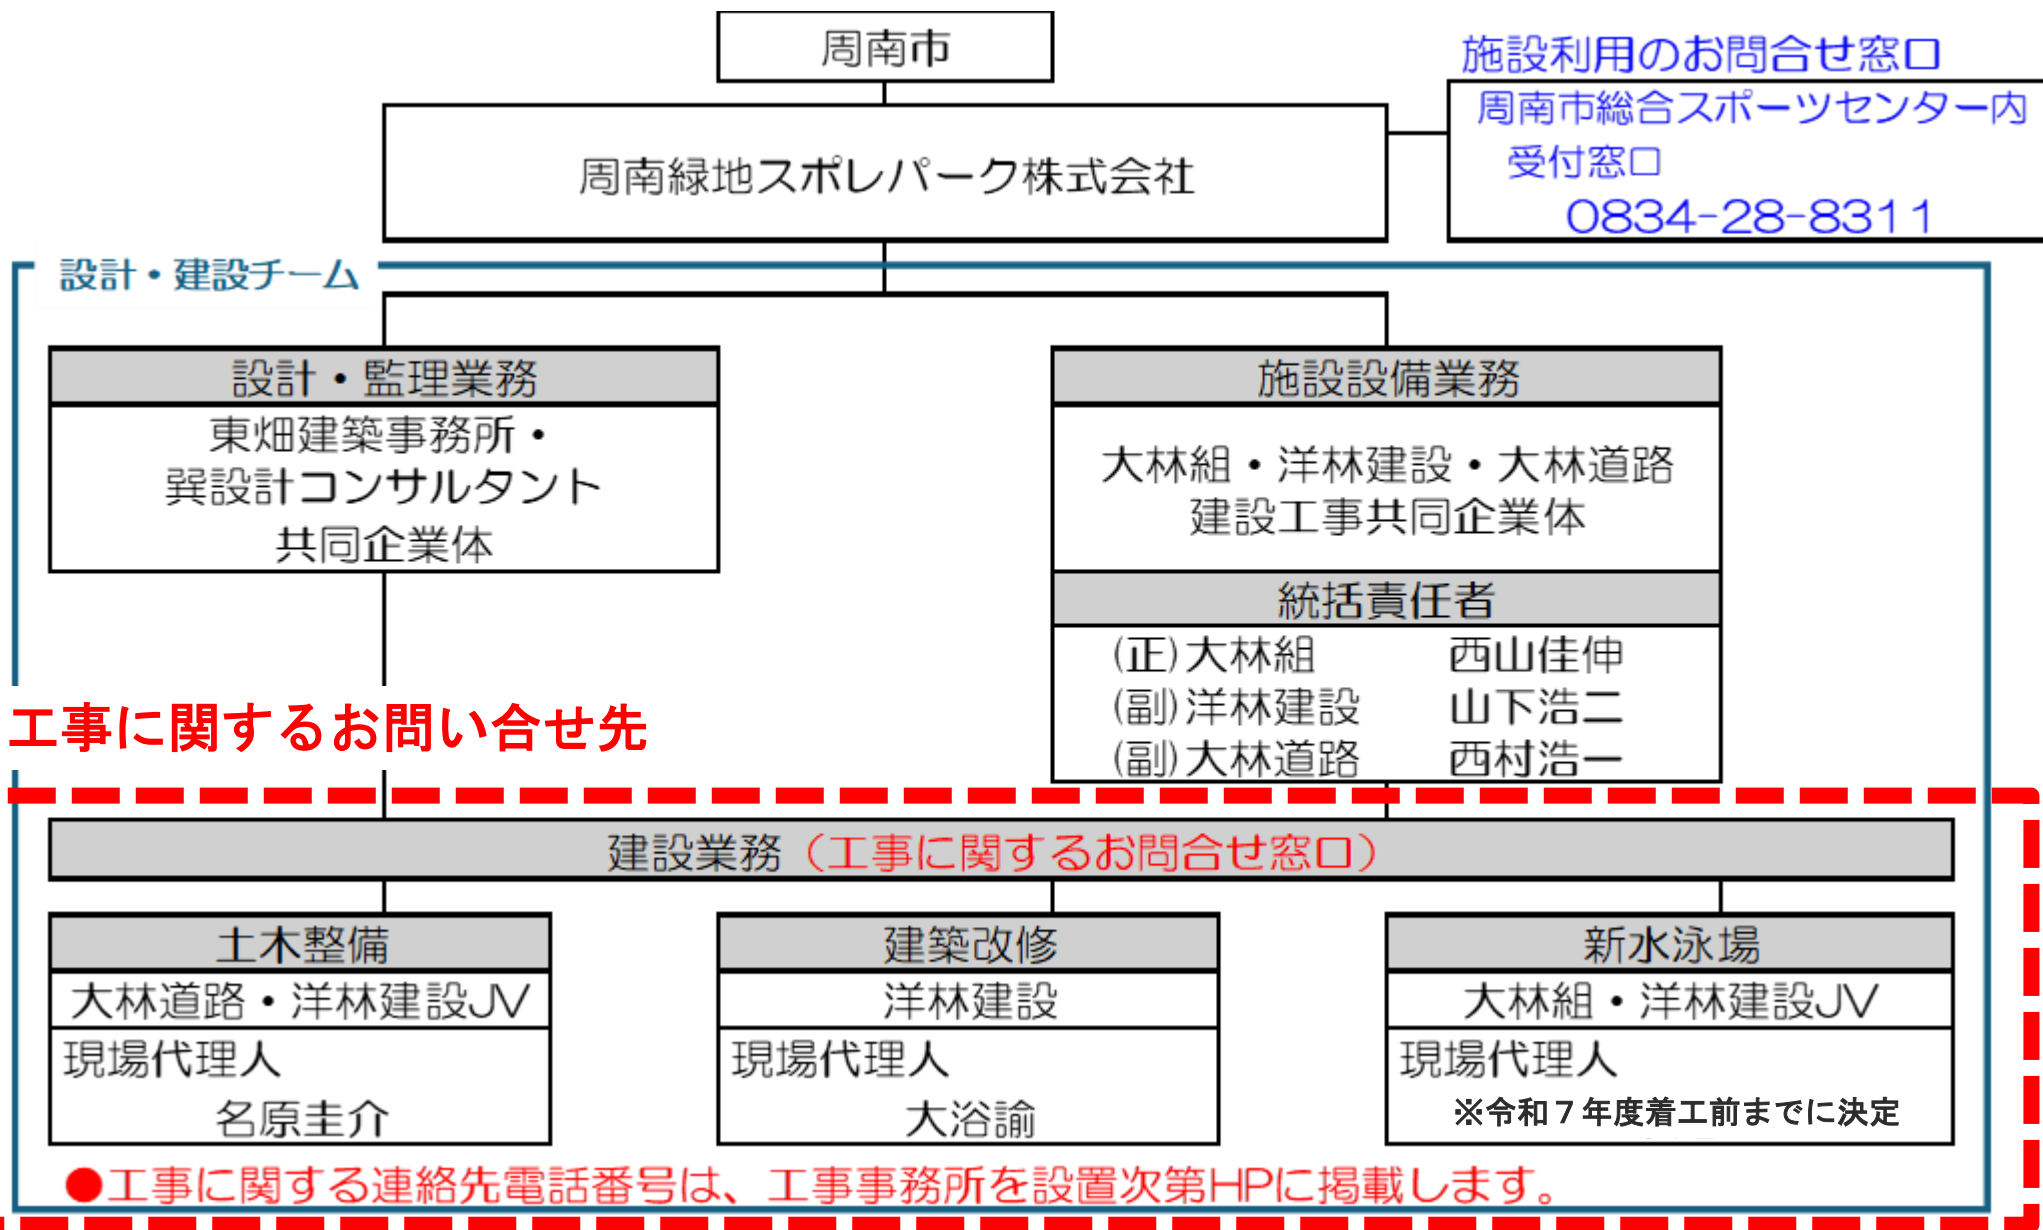 周南市
施設利用のお問合せ窓口
周南市総合スポーツセンター内
受付窓口
0834-28-8311
周南緑地スポレパーク株式会社
設計・建設チーム
設計・監理業務
東畑建築事務所・
巽設計コンサルタント
共同企業体
施設設備業務
大林組・洋林建設・大林道路
建設工事共同企業体
統括責任者
(正)大林組 西山佳伸
(副)洋林建設 山下浩二
(副)大林道路 西村浩一
工事に関するお問い合せ先
建設業務（工事に関するお問合せ窓口）
土木整備
大林道路・洋林建設JV
現場代理人
名原圭介
建築改修
洋林建設
現場代理人
大浴諭
新水泳場
大林組・洋林建設JV
現場代理人
※令和７年度着工前までに決定
●工事に関する連絡先電話番号は、工事事務所を設置次第HPに掲載します。